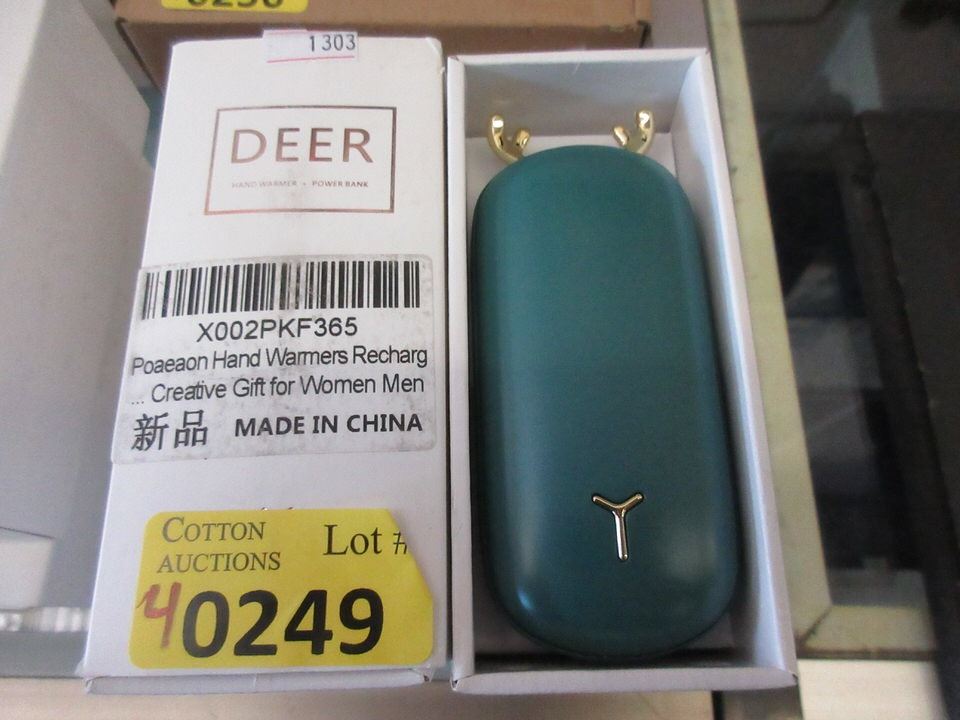 0250
1303
DEER
HAND WARMER • POWER BANK
X002PKF365
Poaeaon Hand Warmers Recharg
... Creative Gift for Women Men
新品 MADE IN CHINA
COTTON
AUCTIONS
Lot #
40249